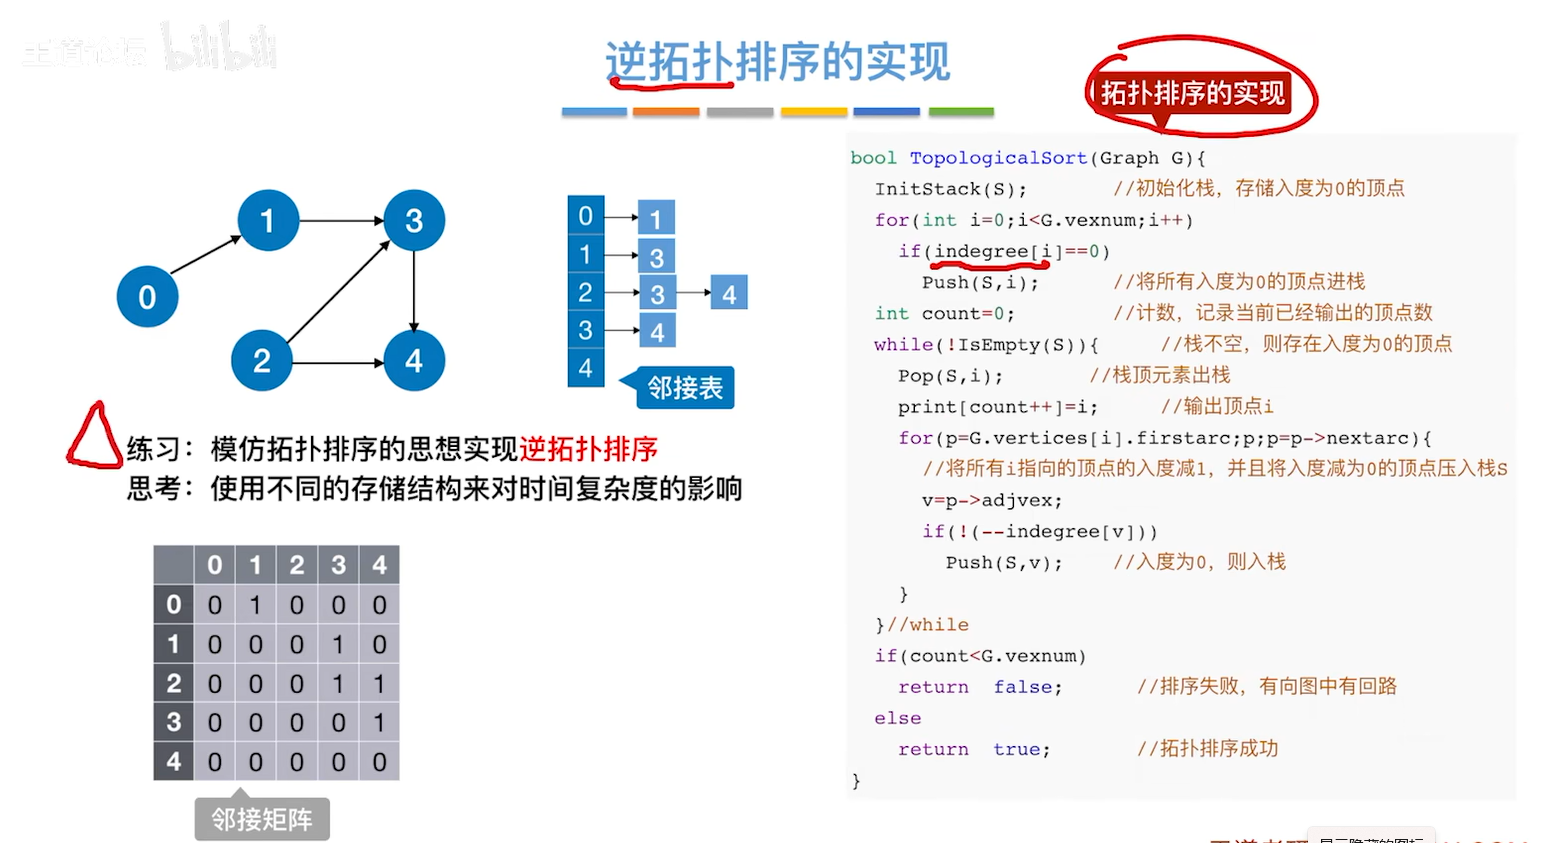 王道论坛 bilibili
逆拓扑排序的实现
拓扑排序的实现
0
1
2
3
4
0 1
1 3
2 3 4
3 4
4
邻接表
练习：模仿拓扑排序的思想实现逆拓扑排序
思考：使用不同的存储结构来对时间复杂度的影响
0 1 2 3 4
0 0 1 0 0 0
1 0 0 0 1 0
2 0 0 0 1 1
3 0 0 0 0 1
4 0 0 0 0 0
邻接矩阵
bool TopologicalSort(Graph G){
InitStack(S); //初始化栈，存储入度为0的顶点
for(int i=0;i<G.vexnum;i++)
if(indegree[i]==0)
Push(S,i); //将所有入度为0的顶点进栈
int count=0; //计数，记录当前已经输出的顶点数
while(!IsEmpty(S)){ //栈不空，则存在入度为0的顶点
Pop(S,i); //栈顶元素出栈
print[count++]=i; //输出顶点i
for(p=G.vertices[i].firstarc;p;p=p->nextarc){
//将所有i指向的顶点的入度减1，并且将入度减为0的顶点压入栈S
v=p->adjvex;
if(!(--indegree[v]))
Push(S,v); //入度为0，则入栈
}
}//while
if(count<G.vexnum)
return false; //排序失败，有向图中有回路
else
return true; //拓扑排序成功
}